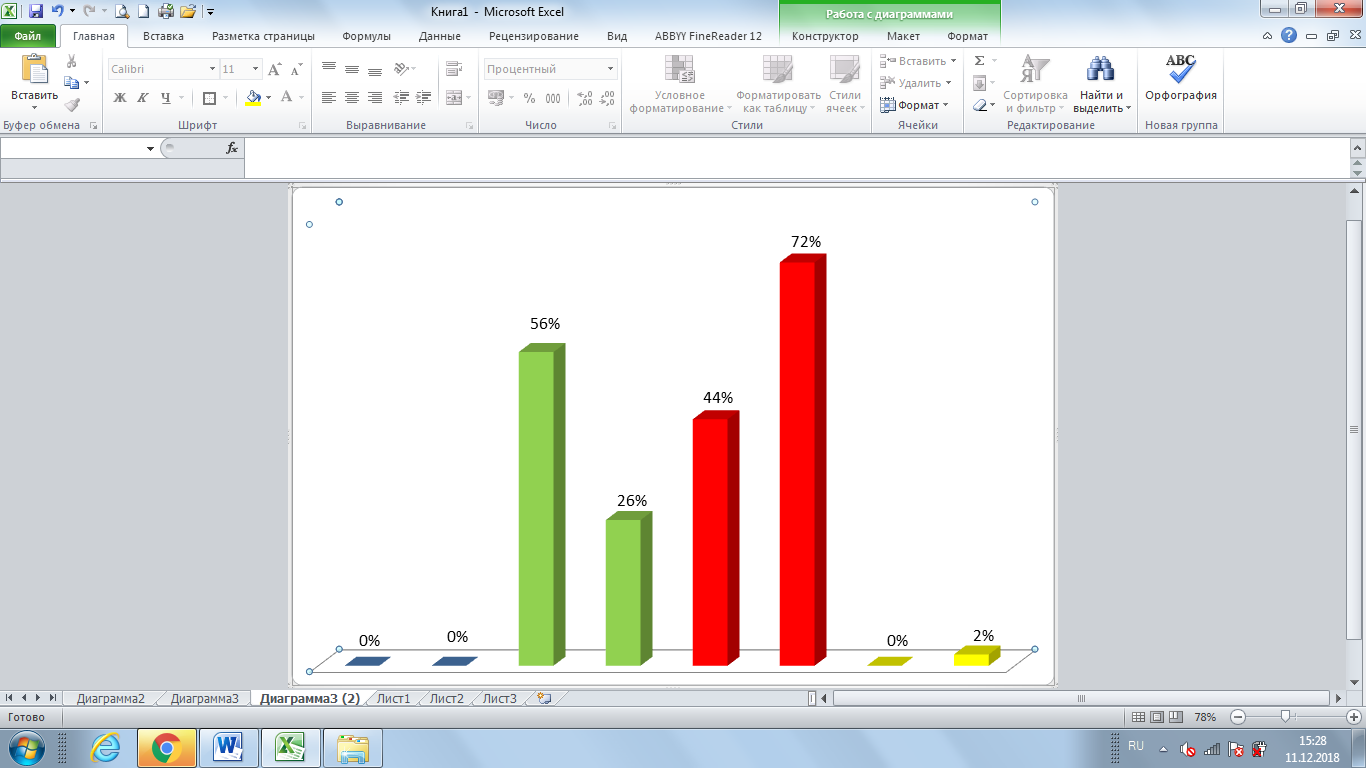 Книга1 - Microsoft Excel
Работа с диаграммами
Файл Главная Вставка Разметка страницы Формулы Данные Рецензирование Вид ABBYY FineReader 12 Конструктор Макет Формат
Вставить
Буфер обмена
Calibri 11
Ж К Ч А
Шрифт
Выравнивание
Процентный
% 000
Число
Условное форматирование
Форматировать как таблицу
Стили ячеек
Стили
Вставить
Удалить
Формат
Ячейки
Σ
Сортировка и фильтр
Найти и выделить
Редактирование
ABC
Орфография
Новая группа
fx
72%
56%
44%
26%
0% 0% 0% 2%
Диаграмма2 Диаграмма3 Диаграмма3 (2) Лист1 Лист2 Лист3
Готово 78%
RU 15:28
11.12.2018